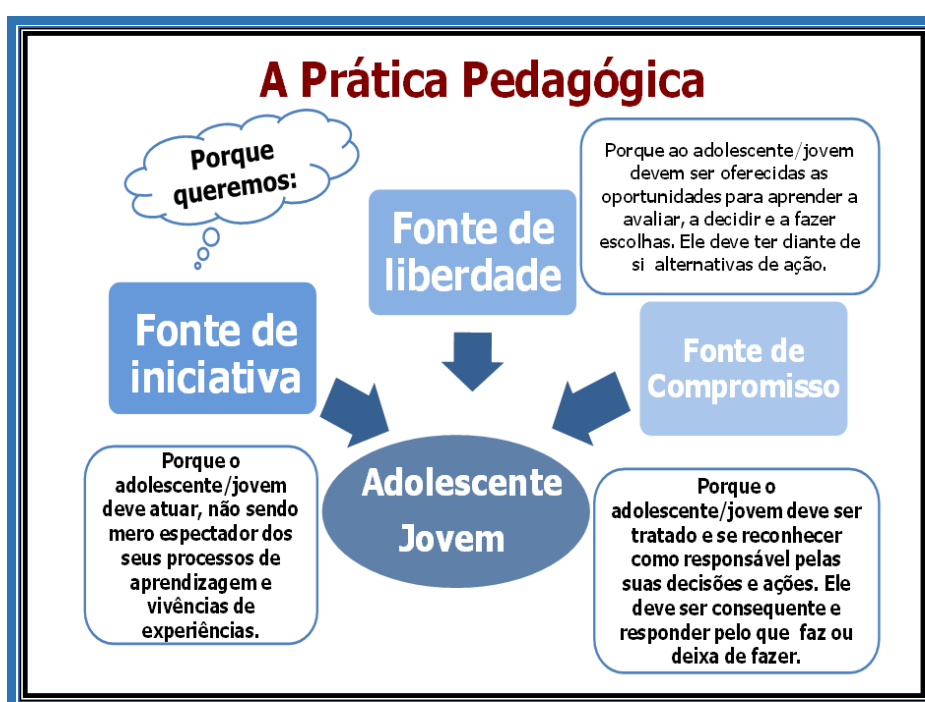 A Prática Pedagógica
Porque
queremos:
Fonte de
liberdade
Porque ao adolescente/jovem
devem ser oferecidas as
oportunidades para aprender a
avaliar, a decidir e a fazer
escolhas. Ele deve ter diante de
si alternativas de ação.
Fonte de
iniciativa
Fonte de
Compromisso
Adolescente
Jovem
Porque o
adolescente/jovem
deve atuar, não sendo
mero espectador dos
seus processos de
aprendizagem e
vivências de
experiências.
Porque o
adolescente/jovem deve ser
tratado e se reconhecer
como responsável pelas
suas decisões e ações. Ele
deve ser consequente e
responder pelo que faz ou
deixa de fazer.